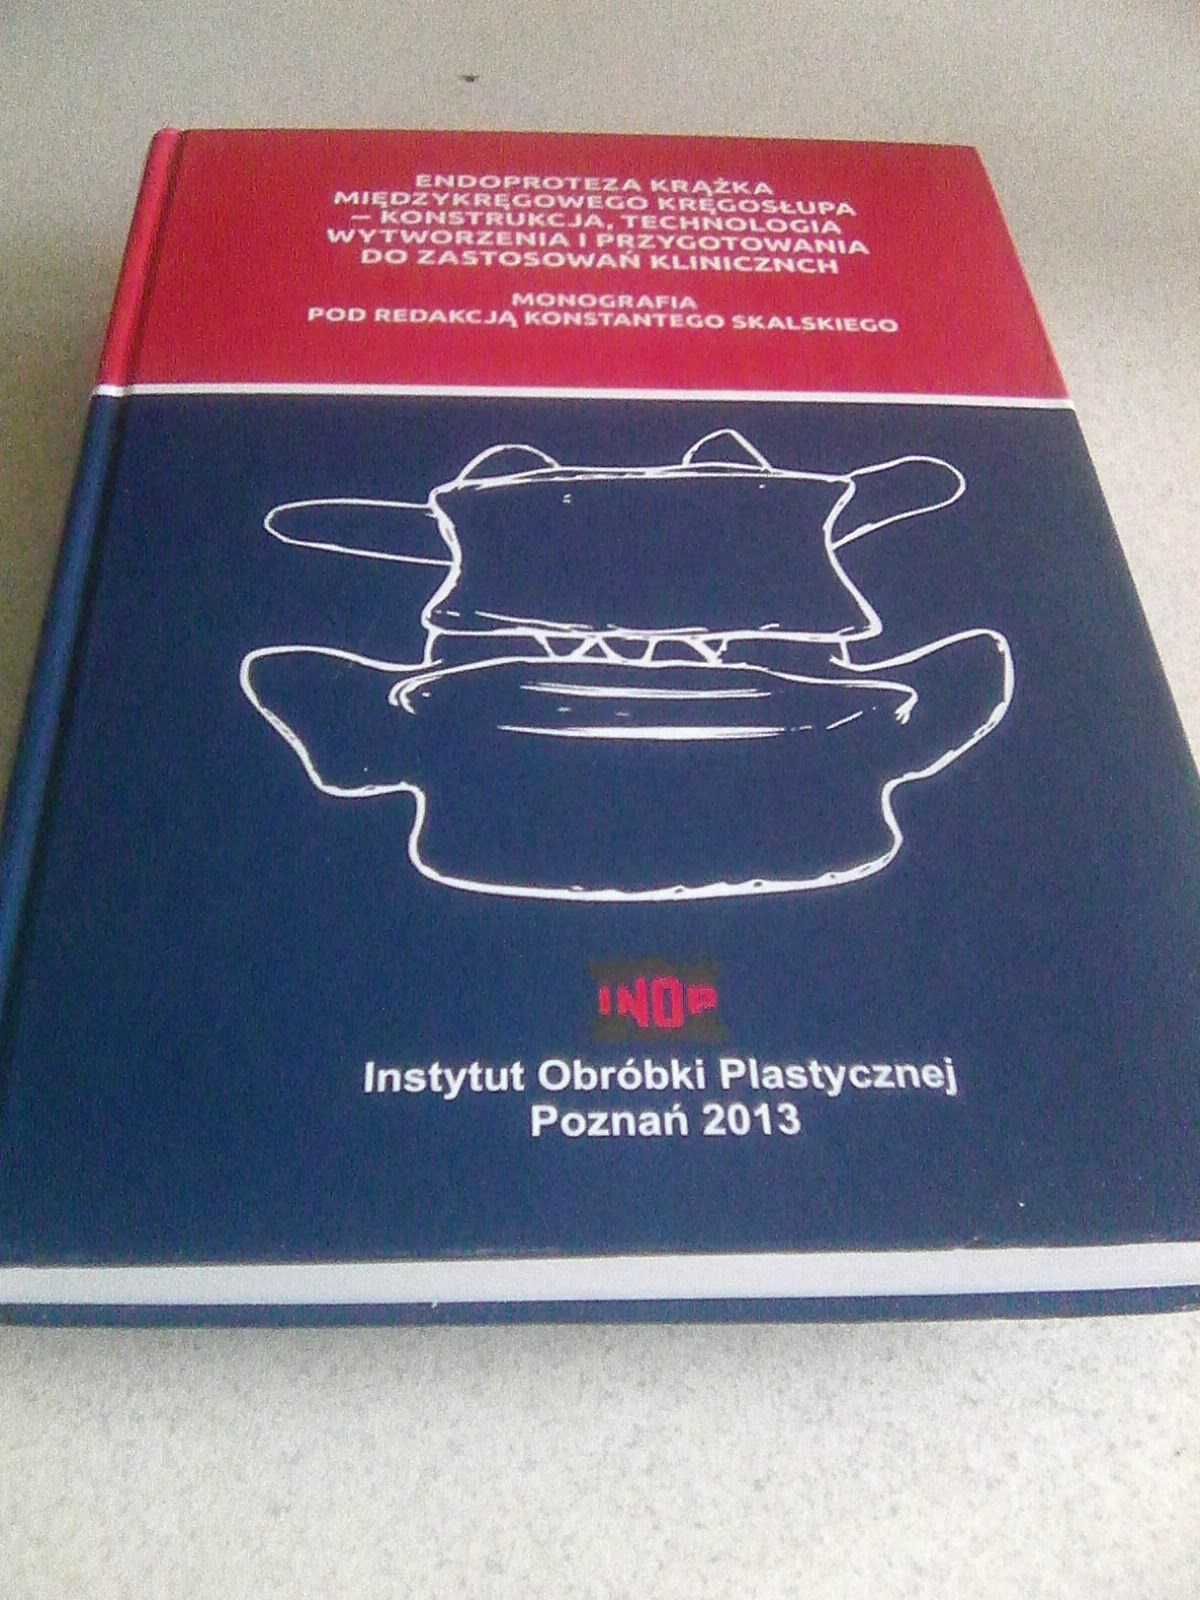 ENDOPROTEZA KRĄŻKA
MIĘDZYKRĘGOWEGO KRĘGOSŁUPA
– KONSTRUKCJA, TECHNOLOGIA
WYTWORZENIA I PRZYGOTOWANIA
DO ZASTOSOWAŃ KLINICZNCH
MONOGRAFIA
POD REDAKCJĄ KONSTANTEGO SKALSKIEGO
INOP
Instytut Obróbki Plastycznej
Poznań 2013